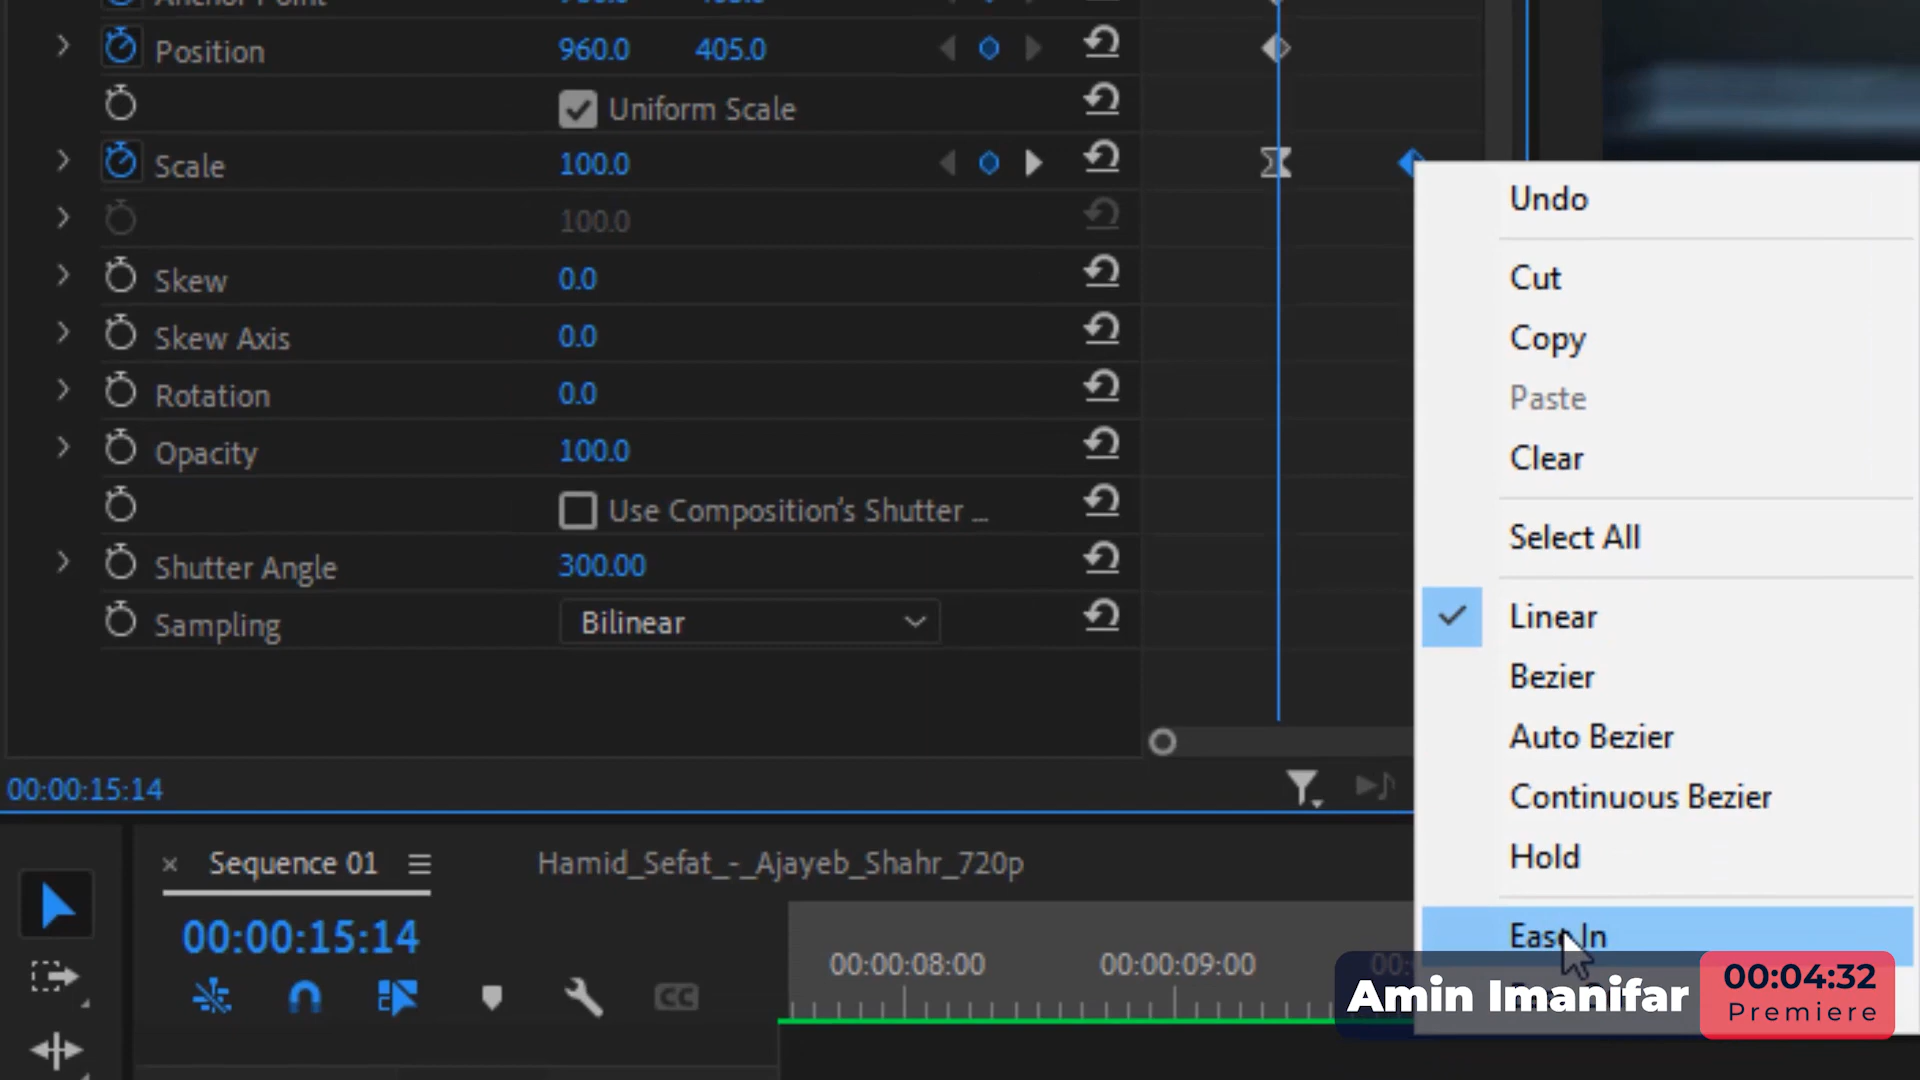 Position 960.0 405.0
Uniform Scale
Scale 100.0
100.0
Skew 0.0
Skew Axis 0.0
Rotation 0.0
Opacity 100.0
Use Composition's Shutter ...
Shutter Angle 300.00
Sampling Bilinear
00:00:15:14
Undo
Cut
Copy
Paste
Clear
Select All
Linear
Bezier
Auto Bezier
Continuous Bezier
Hold
Ease In
× Sequence 01 Hamid_Sefat_-_Ajayeb_Shahr_720p
00:00:15:14
CC
00:00:08:00 00:00:09:00
Amin Imanifar
00:04:32
Premiere